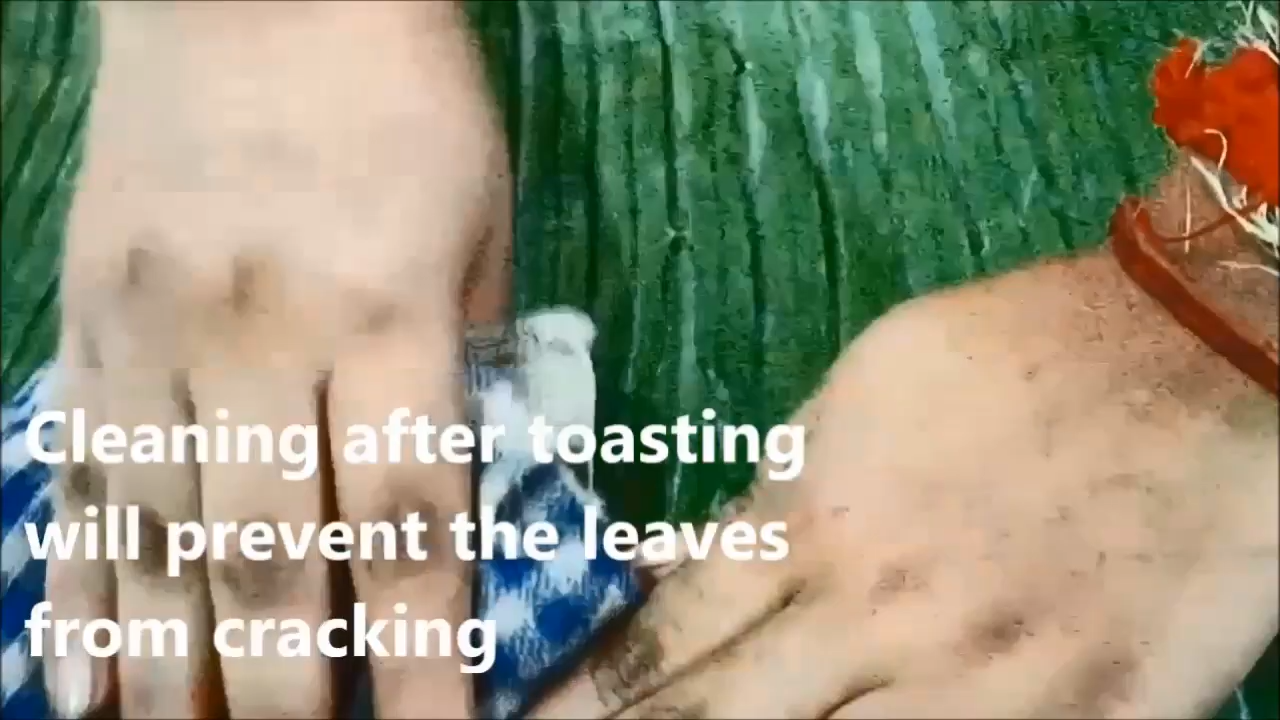 Cleaning after toasting
will prevent the leaves
from cracking